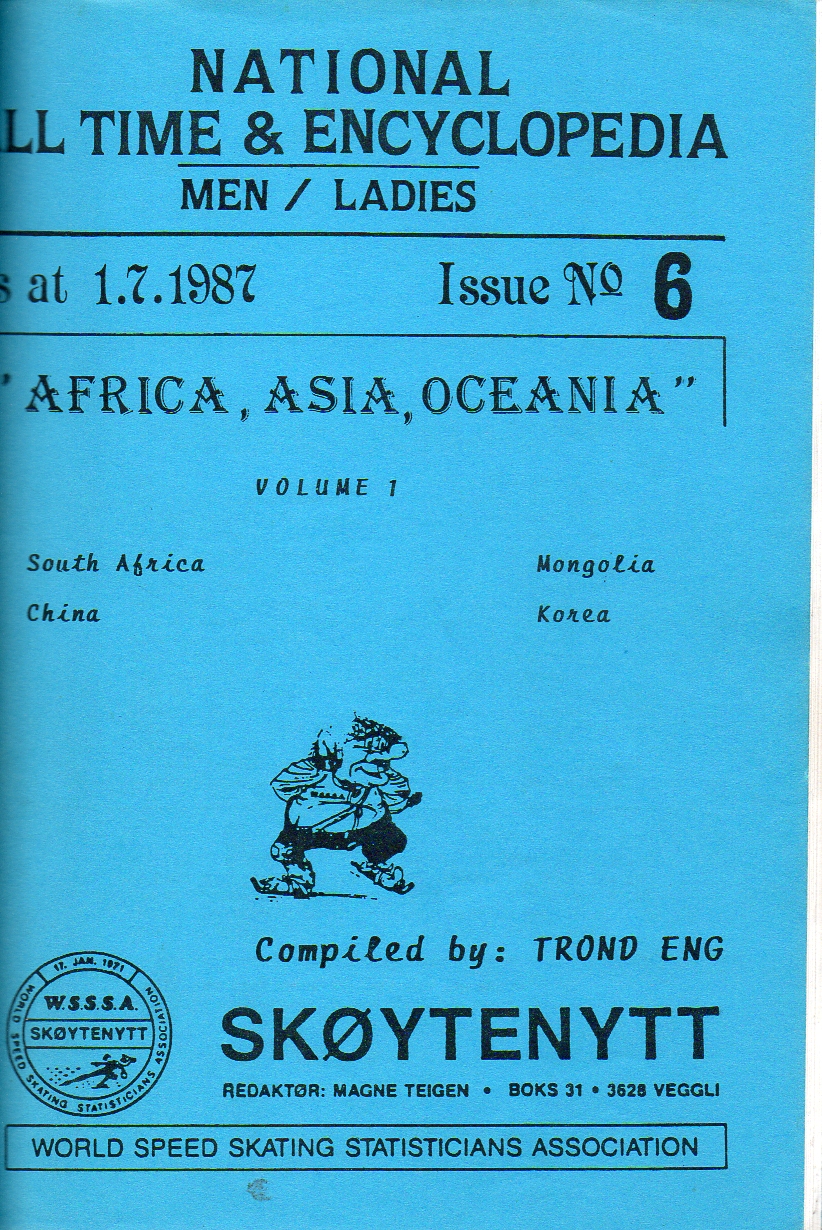 NATIONAL
LL TIME & ENCYCLOPEDIA
MEN / LADIES
s at 1.7.1987 Issue Nº 6
" AFRICA, ASIA, OCEANIA"
VOLUME 1
South Africa Mongolia
China Korea
Compiled by: TROND ENG
17. JAN. 1971
W.S.S.S.A.
SKØYTENYTT
WORLD SPEED SKATING STATISTICIANS ASSOCIATION
SKØYTENYTT
REDAKTØR: MAGNE TEIGEN • BOKS 31 • 3628 VEGGLI
WORLD SPEED SKATING STATISTICIANS ASSOCIATION